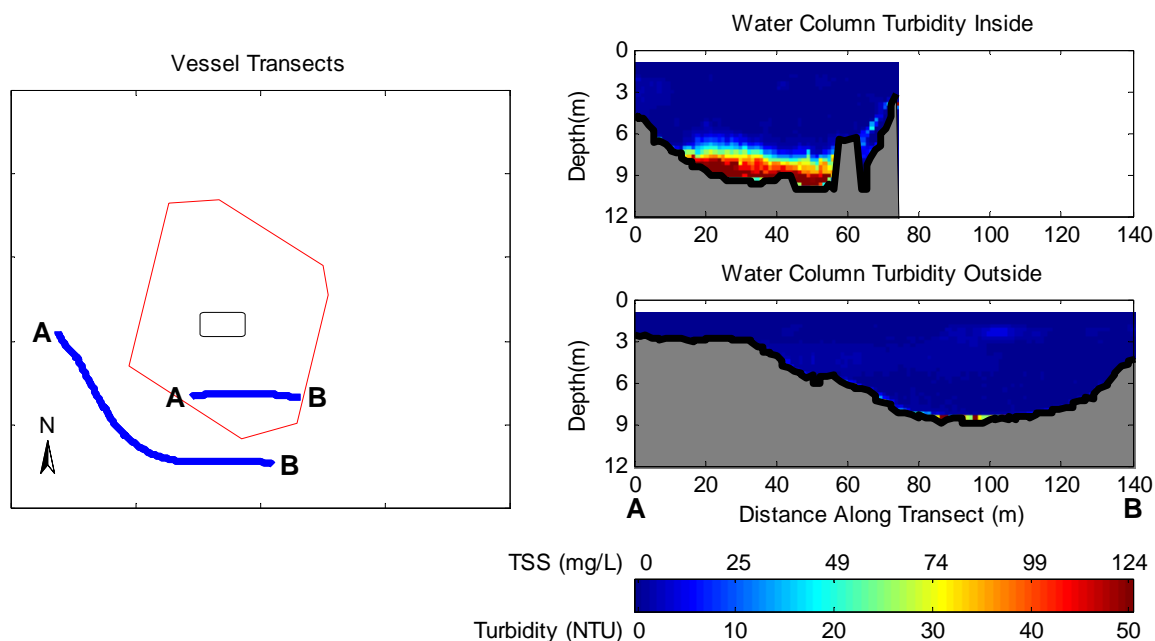 Vessel Transects
A
A
B
B
N
Water Column Turbidity Inside
Depth(m)
0
3
6
9
12
0 20 40 60 80 100 120 140
Water Column Turbidity Outside
Depth(m)
0
3
6
9
12
0 20 40 60 80 100 120 140
A Distance Along Transect (m) B
TSS (mg/L) 0 25 49 74 99 124
Turbidity (NTU) 0 10 20 30 40 50